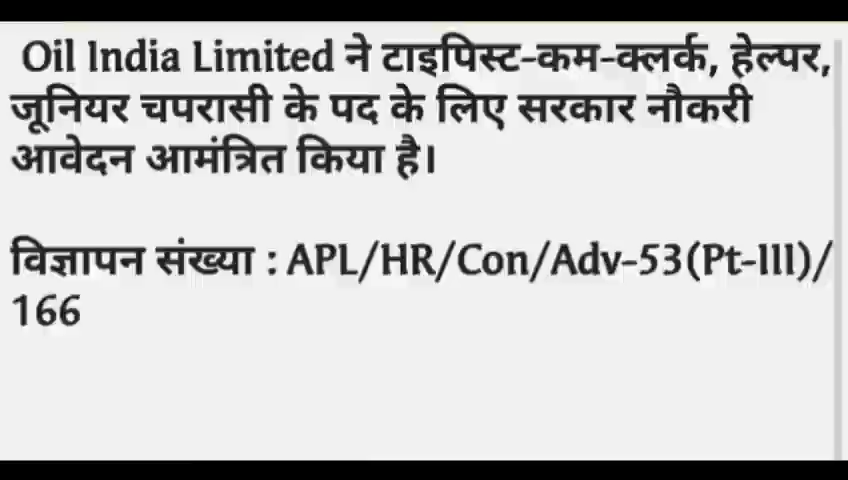 Oil India Limited ने टाइपिस्ट-कम-क्लर्क, हेल्पर,
जूनियर चपरासी के पद के लिए सरकार नौकरी
आवेदन आमंत्रित किया है।
विज्ञापन संख्या : APL/HR/Con/Adv-53(Pt-III)/
166